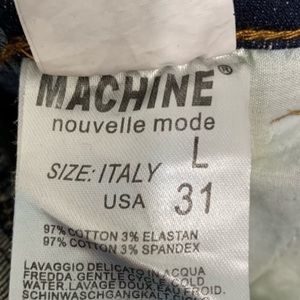 MACHINE®
nouvelle mode
SIZE: ITALY L
USA 31
97% COTTON 3% ELASTAN
97% COTTON 3% SPANDEX
LAVAGGIO DELICATO IN ACQUA
FREDDA.GENTLE CYCLE COLD
WATER.LAVAGE DOUX EAU FROID.
SCHINWASCHGANGKALT